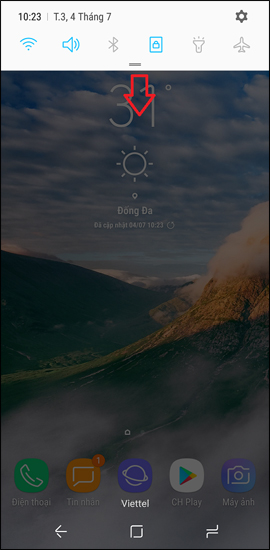 10:23 | T.3, 4 Tháng 7
31°
Đống Đa
Đã cập nhật 04/07 10:23
1
Điện thoại Tin nhắn CH Play Máy ảnh
Viettel